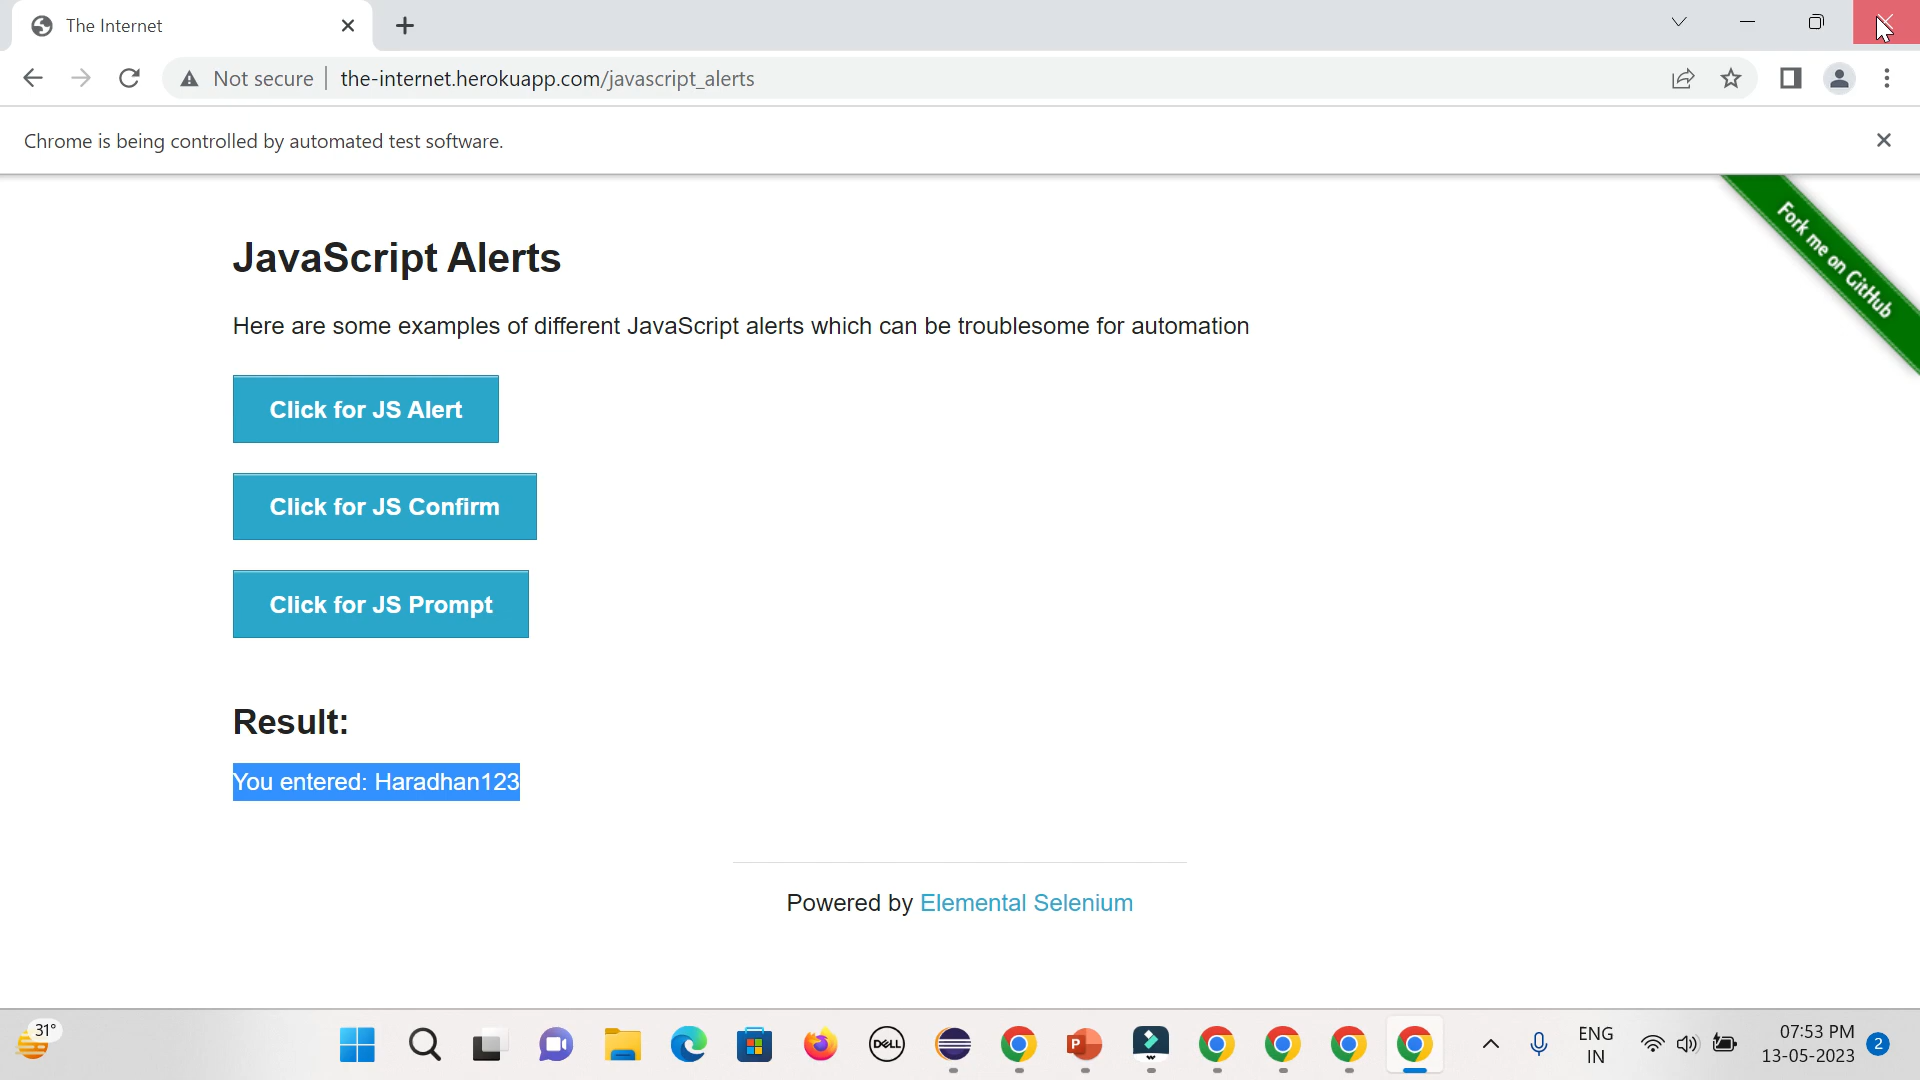 The Internet
Not secure | the-internet.herokuapp.com/javascript_alerts
Chrome is being controlled by automated test software.
Fork me on GitHub
JavaScript Alerts
Here are some examples of different JavaScript alerts which can be troublesome for automation
Click for JS Alert
Click for JS Confirm
Click for JS Prompt
Result:
You entered: Haradhan123
Powered by Elemental Selenium
31°
DELL
P
ENG
IN
07:53 PM
13-05-2023
2